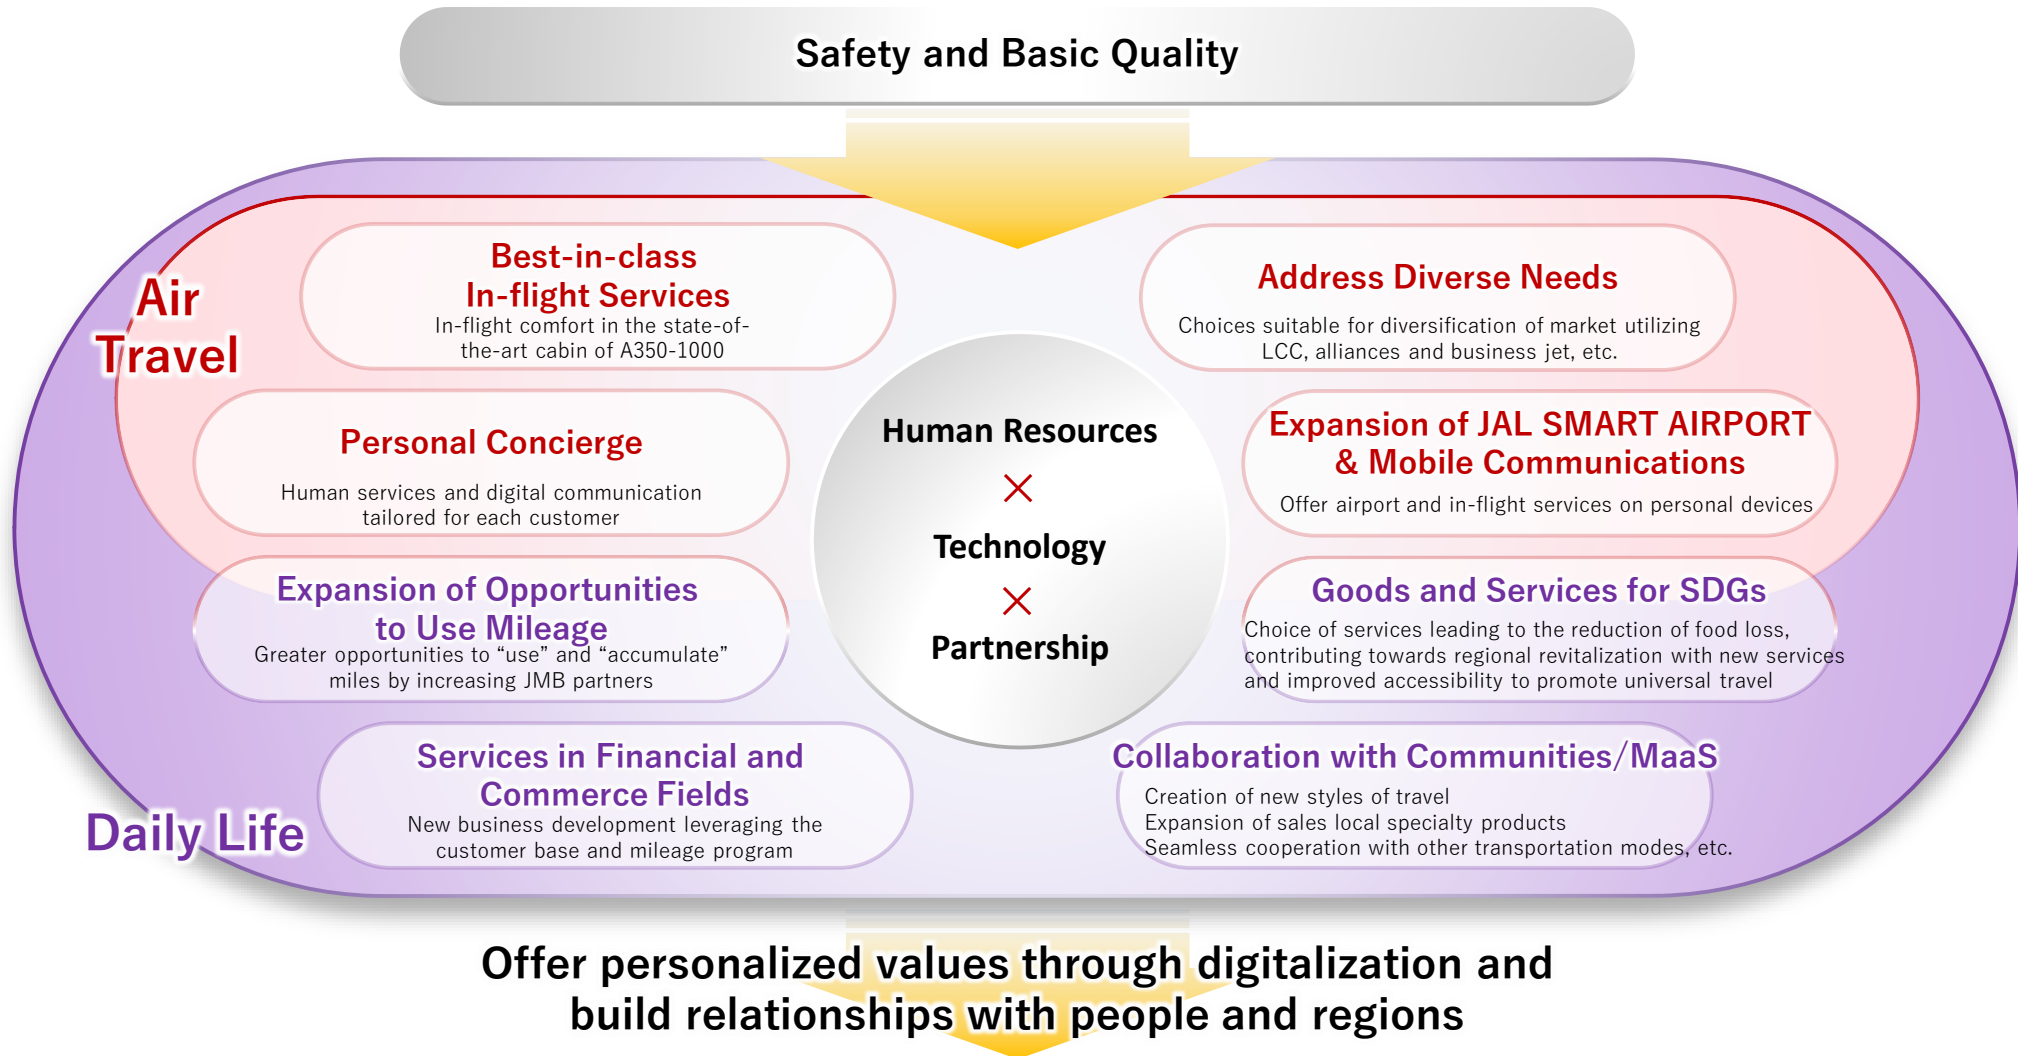 Safety and Basic Quality
Air
Travel
Best-in-class
In-flight Services
In-flight comfort in the state-of-
the-art cabin of A350-1000
Address Diverse Needs
Choices suitable for diversification of market utilizing
LCC, alliances and business jet, etc.
Personal Concierge
Human services and digital communication
tailored for each customer
Human Resources
×
Technology
×
Partnership
Expansion of JAL SMART AIRPORT
& Mobile Communications
Offer airport and in-flight services on personal devices
Expansion of Opportunities
to Use Mileage
Greater opportunities to “use” and “accumulate”
miles by increasing JMB partners
Goods and Services for SDGs
Choice of services leading to the reduction of food loss,
contributing towards regional revitalization with new services
and improved accessibility to promote universal travel
Daily Life
Services in Financial and
Commerce Fields
New business development leveraging the
customer base and mileage program
Collaboration with Communities/MaaS
Creation of new styles of travel
Expansion of sales local specialty products
Seamless cooperation with other transportation modes, etc.
Offer personalized values through digitalization and
build relationships with people and regions